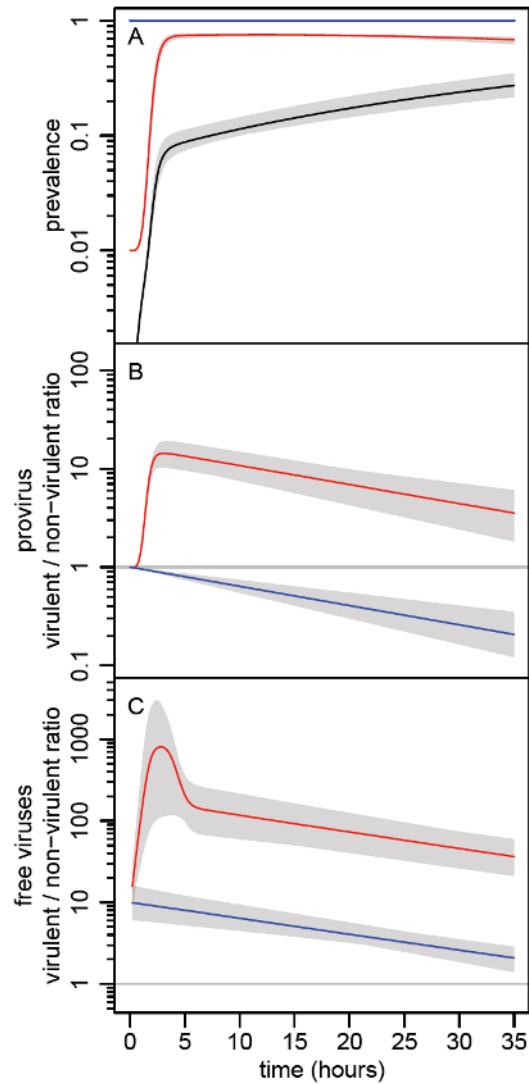 A
1
0.1
0.01
prevalence
B
100
10
1
0.1
provirus
virulent / non−virulent ratio
C
1000
100
10
1
free viruses
virulent / non−virulent ratio
0 5 10 15 20 25 30 35
time (hours)